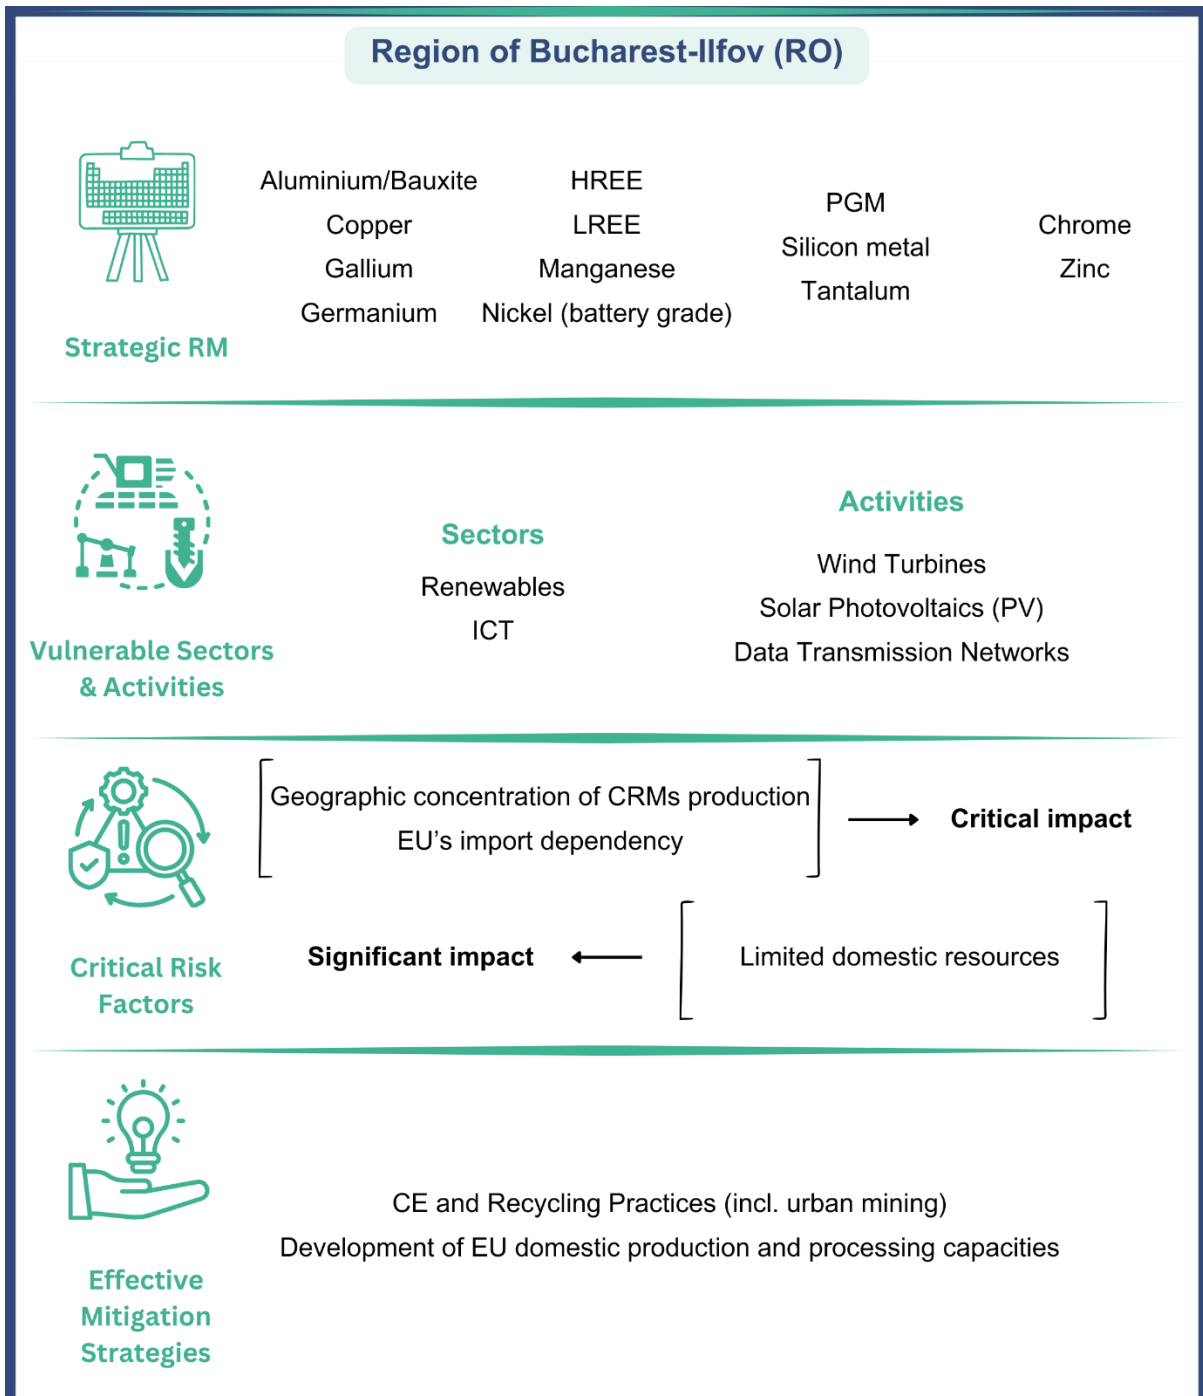 Region of Bucharest-Ilfov (RO)
Strategic RM
Aluminium/Bauxite
Copper
Gallium
Germanium
HREE
LREE
Manganese
Nickel (battery grade)
PGM
Silicon metal
Tantalum
Chrome
Zinc
Vulnerable Sectors
& Activities
Sectors
Renewables
ICT
Activities
Wind Turbines
Solar Photovoltaics (PV)
Data Transmission Networks
Critical Risk
Factors
Geographic concentration of CRMs production
EU's import dependency
Critical impact
Significant impact
Limited domestic resources
Effective
Mitigation
Strategies
CE and Recycling Practices (incl. urban mining)
Development of EU domestic production and processing capacities